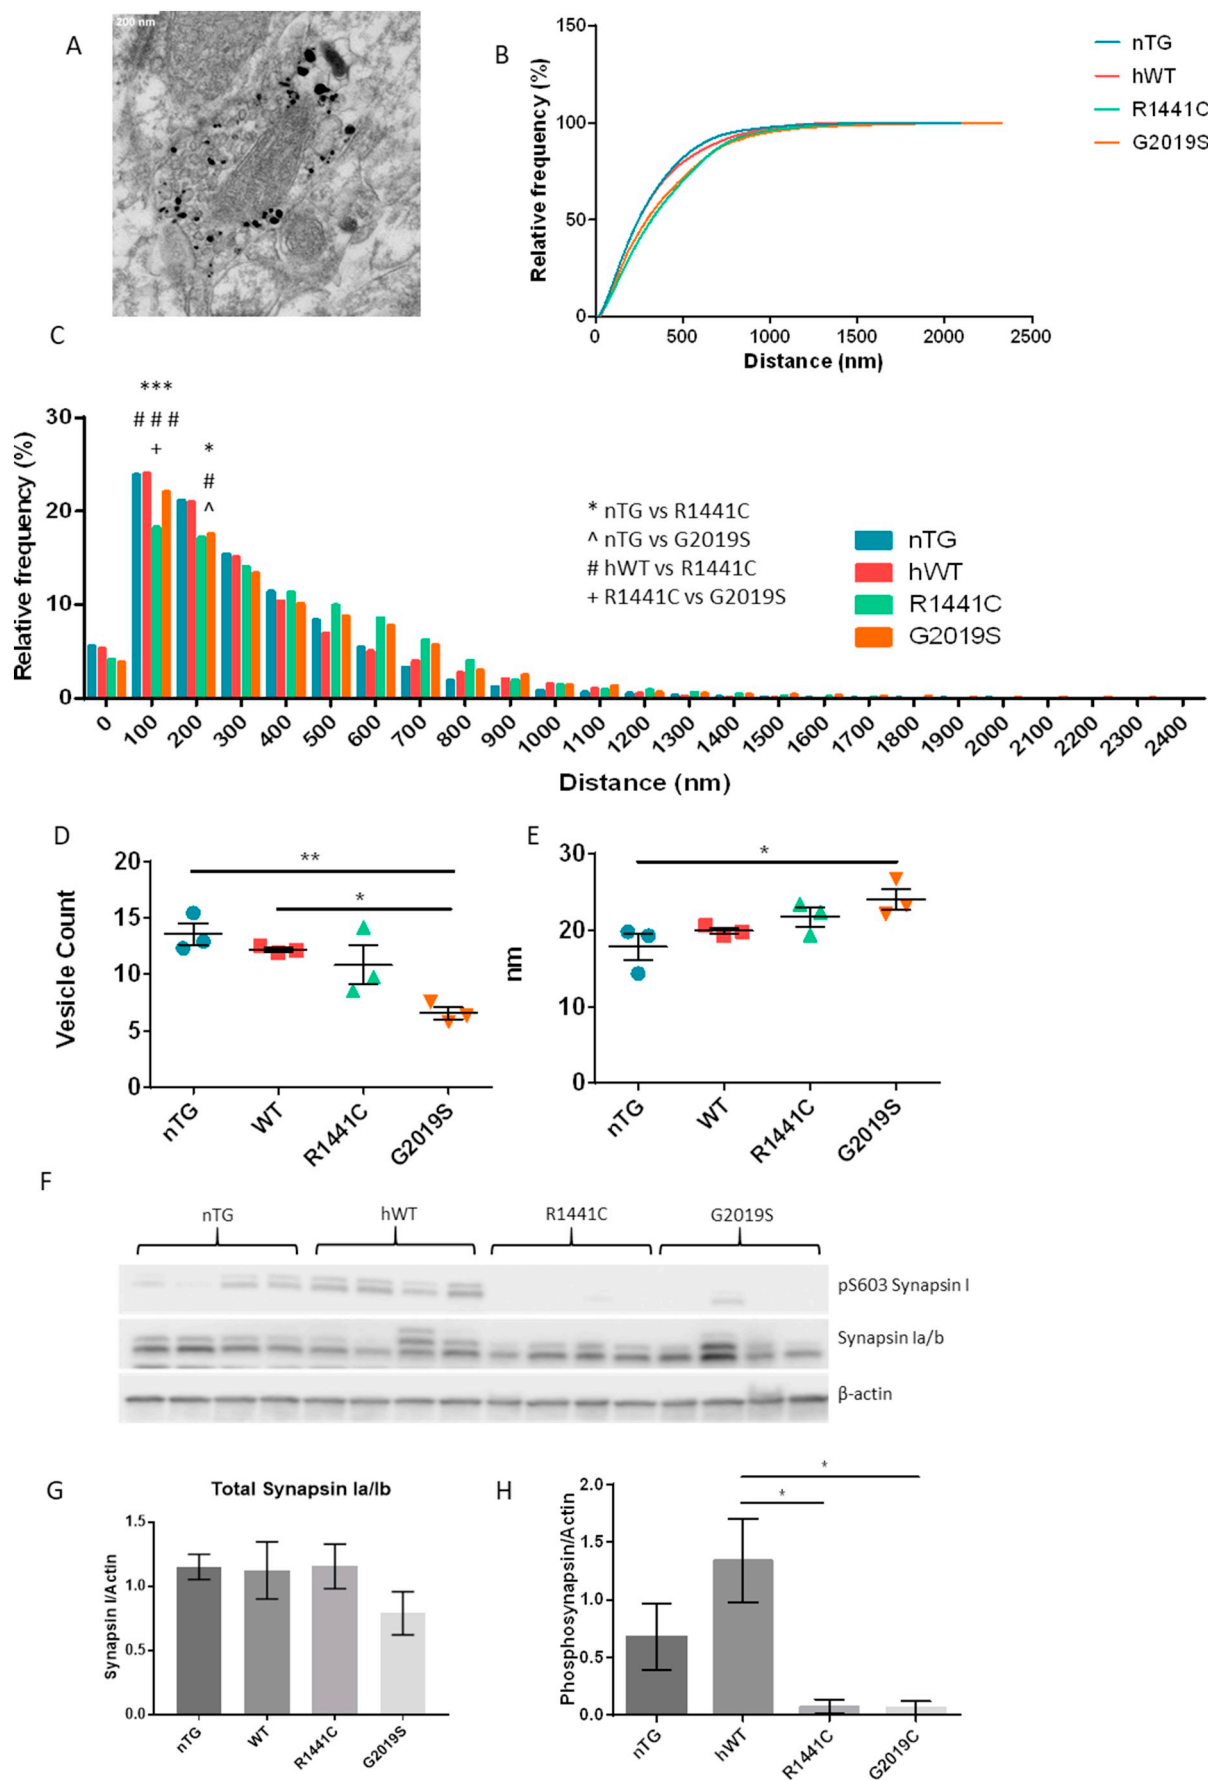 A
200 nm
B
Relative frequency (%)
150
100
50
0
0 500 1000 1500 2000 2500
Distance (nm)
nTG
hWT
R1441C
G2019S
C
Relative frequency (%)
30
20
10
0
***
# # #
+
*
#
^
* nTG vs R1441C
^ nTG vs G2019S
# hWT vs R1441C
+ R1441C vs G2019S
nTG
hWT
R1441C
G2019S
0 100 200 300 400 500 600 700 800 900 1000 1100 1200 1300 1400 1500 1600 1700 1800 1900 2000 2100 2200 2300 2400
Distance (nm)
D
Vesicle Count
20
15
10
5
0
**
*
nTG WT R1441C G2019S
E
nm
30
20
10
0
*
nTG WT R1441C G2019S
F
nTG hWT R1441C G2019S
pS603 Synapsin I
Synapsin Ia/b
β-actin
G
Total Synapsin Ia/Ib
Synapsin I/Actin
1.5
1.0
0.5
0.0
nTG WT R1441C G2019S
H
Phosphosynapsin/Actin
2.0
1.5
1.0
0.5
0.0
*
*
nTG hWT R1441C G2019C